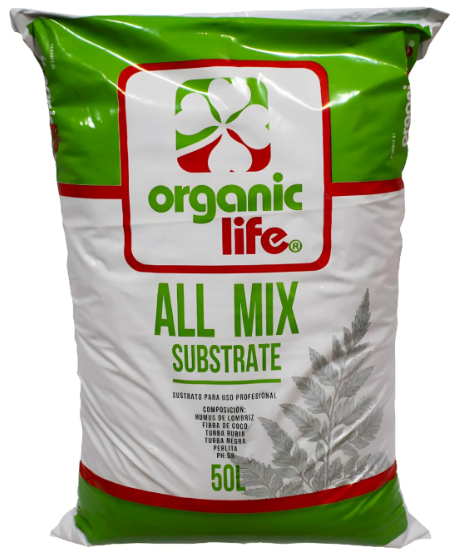 organic
life®
ALL MIX
SUBSTRATE
SUSTRATO PARA USO PROFESIONAL
COMPOSICIÓN:
HUMUS DE LOMBRIZ
FIBRA DE COCO
TURBA RUBIA
TURBA NEGRA
PERLITA
50L